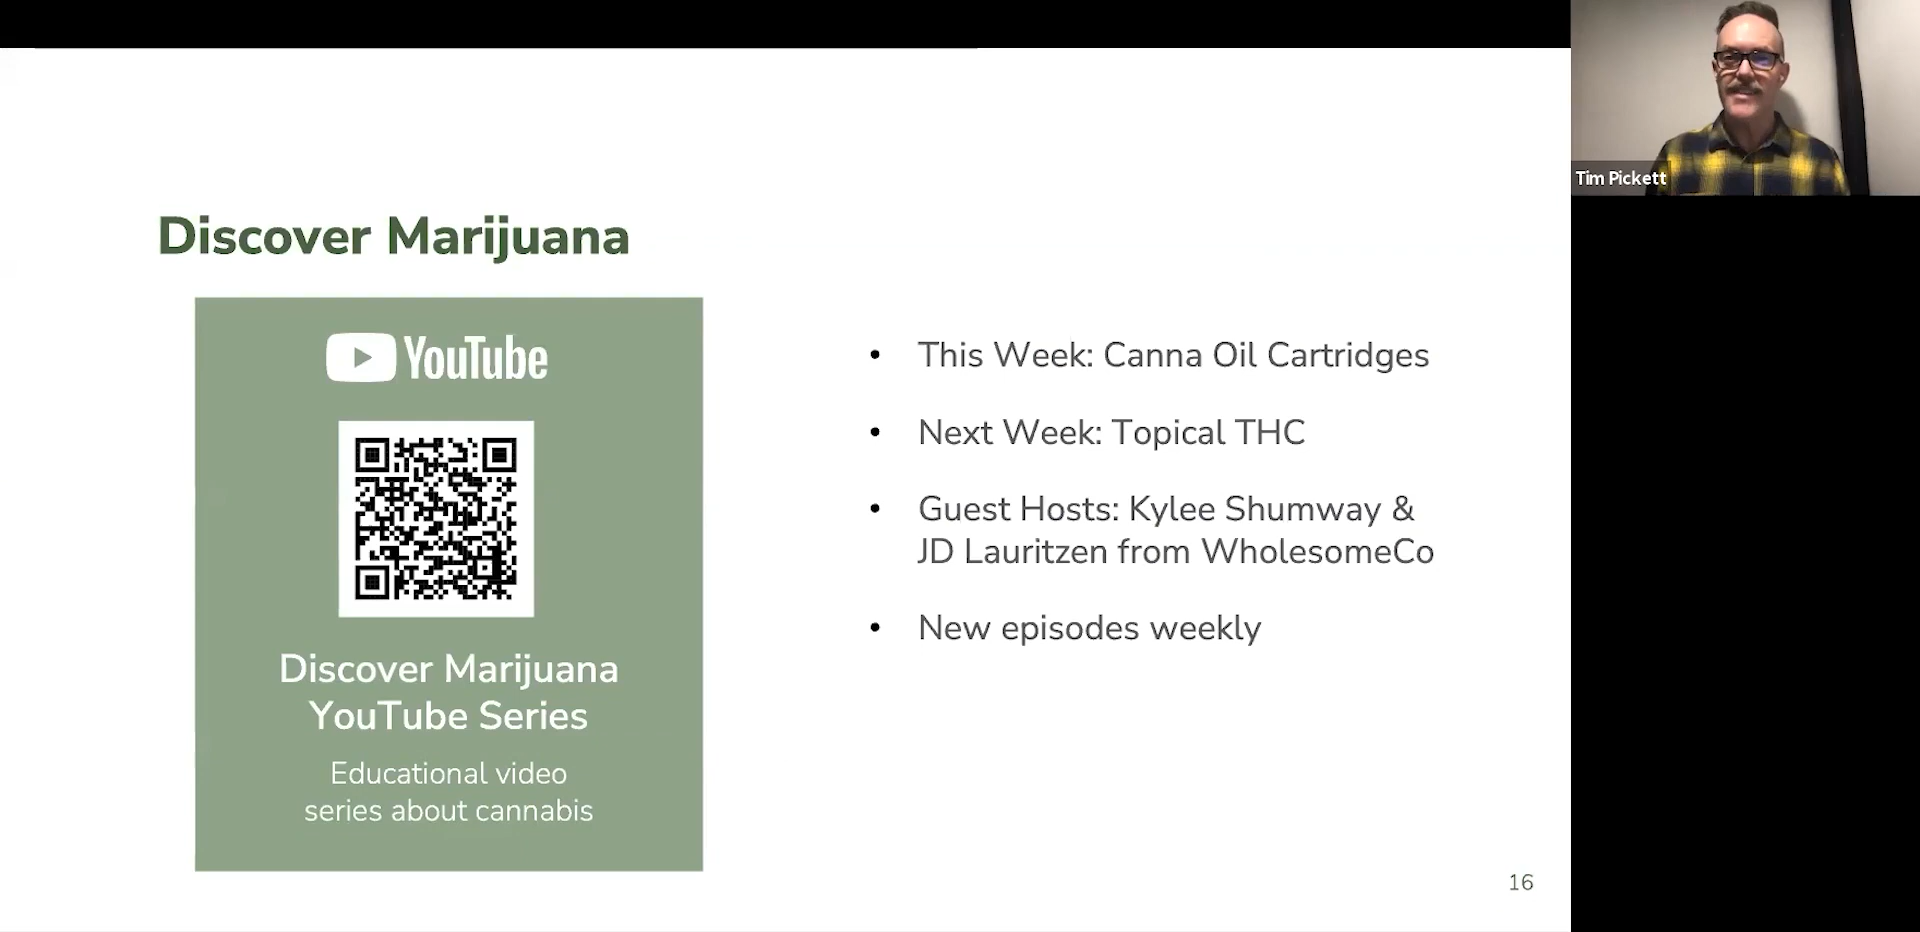 Tim Pickett
Discover Marijuana
YouTube
Discover Marijuana
YouTube Series
Educational video
series about cannabis
• This Week: Canna Oil Cartridges
• Next Week: Topical THC
• Guest Hosts: Kylee Shumway &
JD Lauritzen from WholesomeCo
• New episodes weekly
16